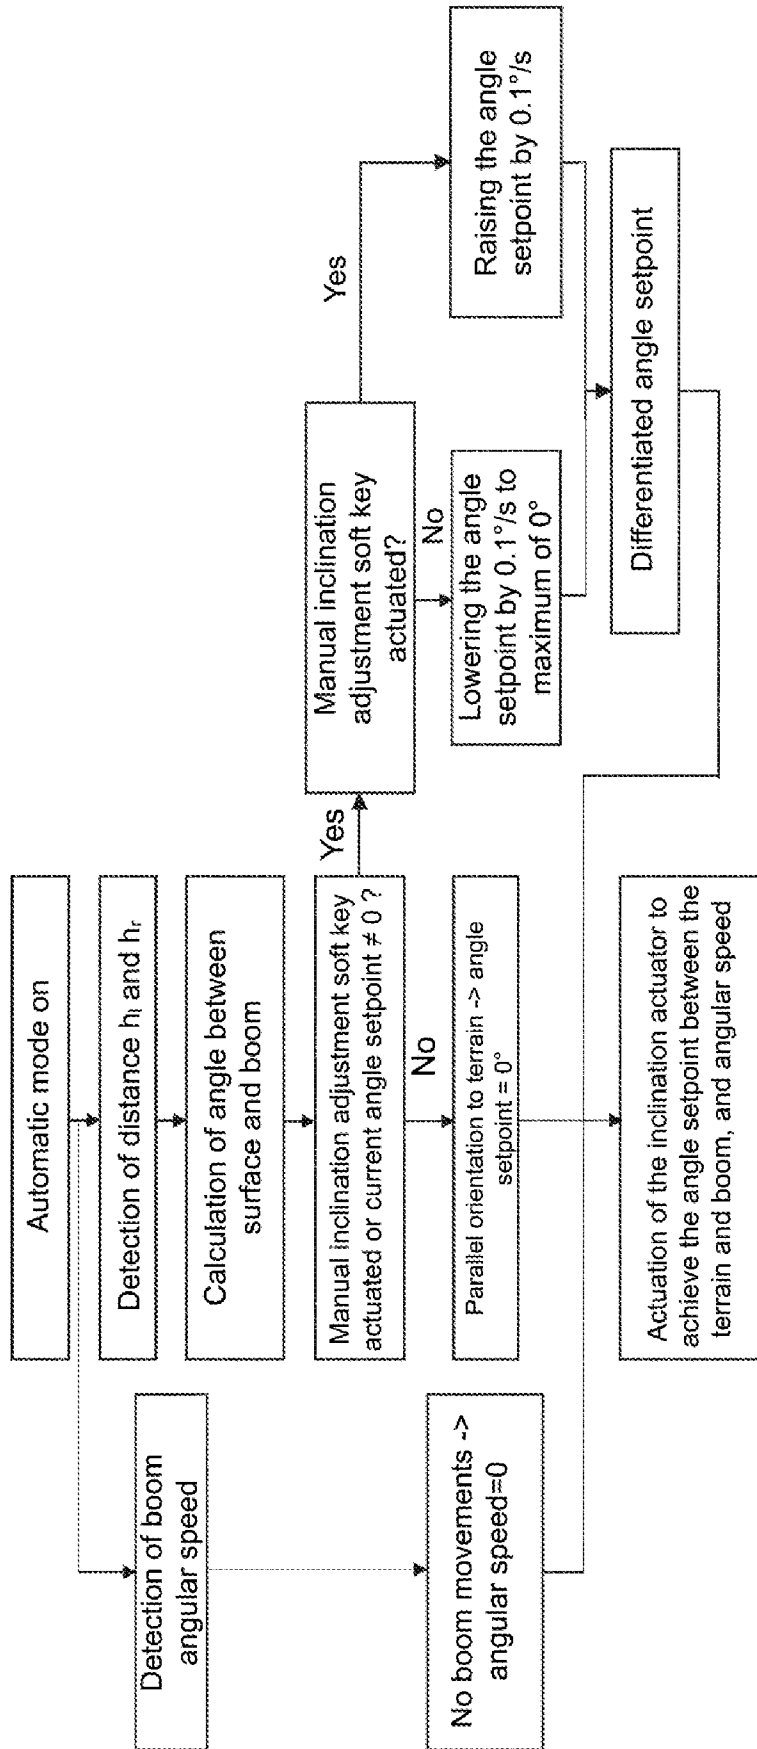 Automatic mode on
Detection of boom
angular speed
Detection of distance hₗ and hᵣ
Calculation of angle between
surface and boom
Manual inclination adjustment soft key
actuated or current angle setpoint ≠ 0 ?
Yes
No
Manual inclination
adjustment soft key
actuated?
Yes
No
No boom movements ->
angular speed=0
Parallel orientation to terrain -> angle
setpoint = 0°
Lowering the angle
setpoint by 0.1°/s to
maximum of 0°
Raising the angle
setpoint by 0.1°/s
Differentiated angle setpoint
Actuation of the inclination actuator to
achieve the angle setpoint between the
terrain and boom, and angular speed